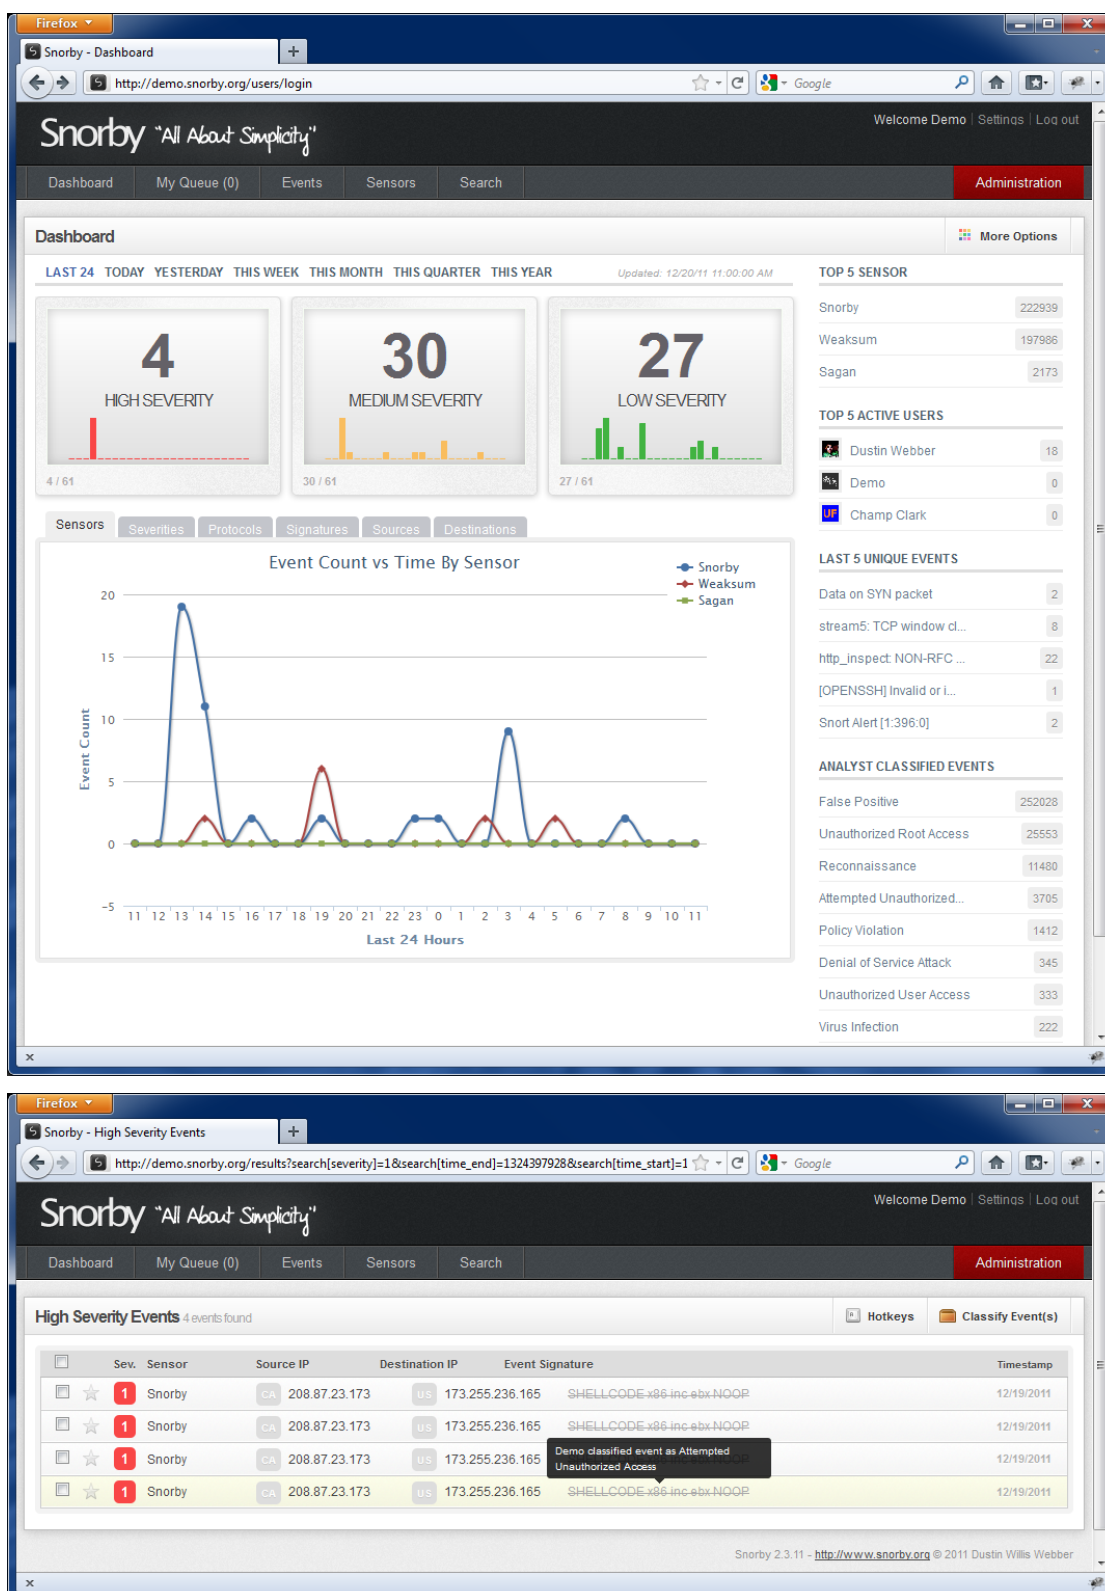 Firefox
Snorby - Dashboard
http://demo.snorby.org/users/login
Google
Snorby "All About Simplicity"
Welcome Demo | Settings | Log out
Dashboard My Queue (0) Events Sensors Search Administration
Dashboard More Options
LAST 24 TODAY YESTERDAY THIS WEEK THIS MONTH THIS QUARTER THIS YEAR Updated: 12/20/11 11:00:00 AM
4
HIGH SEVERITY
4 / 61
30
MEDIUM SEVERITY
30 / 61
27
LOW SEVERITY
27 / 61
Sensors Severities Protocols Signatures Sources Destinations
Event Count vs Time By Sensor
Snorby
Weaksum
Sagan
20
15
10
5
0
-5
Event Count
11 12 13 14 15 16 17 18 19 20 21 22 23 0 1 2 3 4 5 6 7 8 9 10 11
Last 24 Hours
TOP 5 SENSOR
Snorby 222939
Weaksum 197986
Sagan 2173
TOP 5 ACTIVE USERS
Dustin Webber 18
Demo 0
UF Champ Clark 0
LAST 5 UNIQUE EVENTS
Data on SYN packet 2
stream5: TCP window cl... 8
http_inspect: NON-RFC ... 22
[OPENSSH] Invalid or i... 1
Snort Alert [1:396:0] 2
ANALYST CLASSIFIED EVENTS
False Positive 252028
Unauthorized Root Access 25553
Reconnaissance 11480
Attempted Unauthorized... 3705
Policy Violation 1412
Denial of Service Attack 345
Unauthorized User Access 333
Virus Infection 222
x
Firefox
Snorby - High Severity Events
http://demo.snorby.org/results?search[severity]=1&search[time_end]=1324397928&search[time_start]=1
Google
Snorby "All About Simplicity"
Welcome Demo | Settings | Log out
Dashboard My Queue (0) Events Sensors Search Administration
High Severity Events 4 events found Hotkeys Classify Event(s)
Sev. Sensor Source IP Destination IP Event Signature Timestamp
1 Snorby CA 208.87.23.173 US 173.255.236.165 SHELLCODE x86 inc ebx NOOP 12/19/2011
1 Snorby CA 208.87.23.173 US 173.255.236.165 SHELLCODE x86 inc ebx NOOP 12/19/2011
1 Snorby CA 208.87.23.173 US 173.255.236.165 12/19/2011
Demo classified event as Attempted
Unauthorized Access
1 Snorby CA 208.87.23.173 US 173.255.236.165 SHELLCODE x86 inc ebx NOOP 12/19/2011
Snorby 2.3.11 - http://www.snorby.org © 2011 Dustin Willis Webber
x